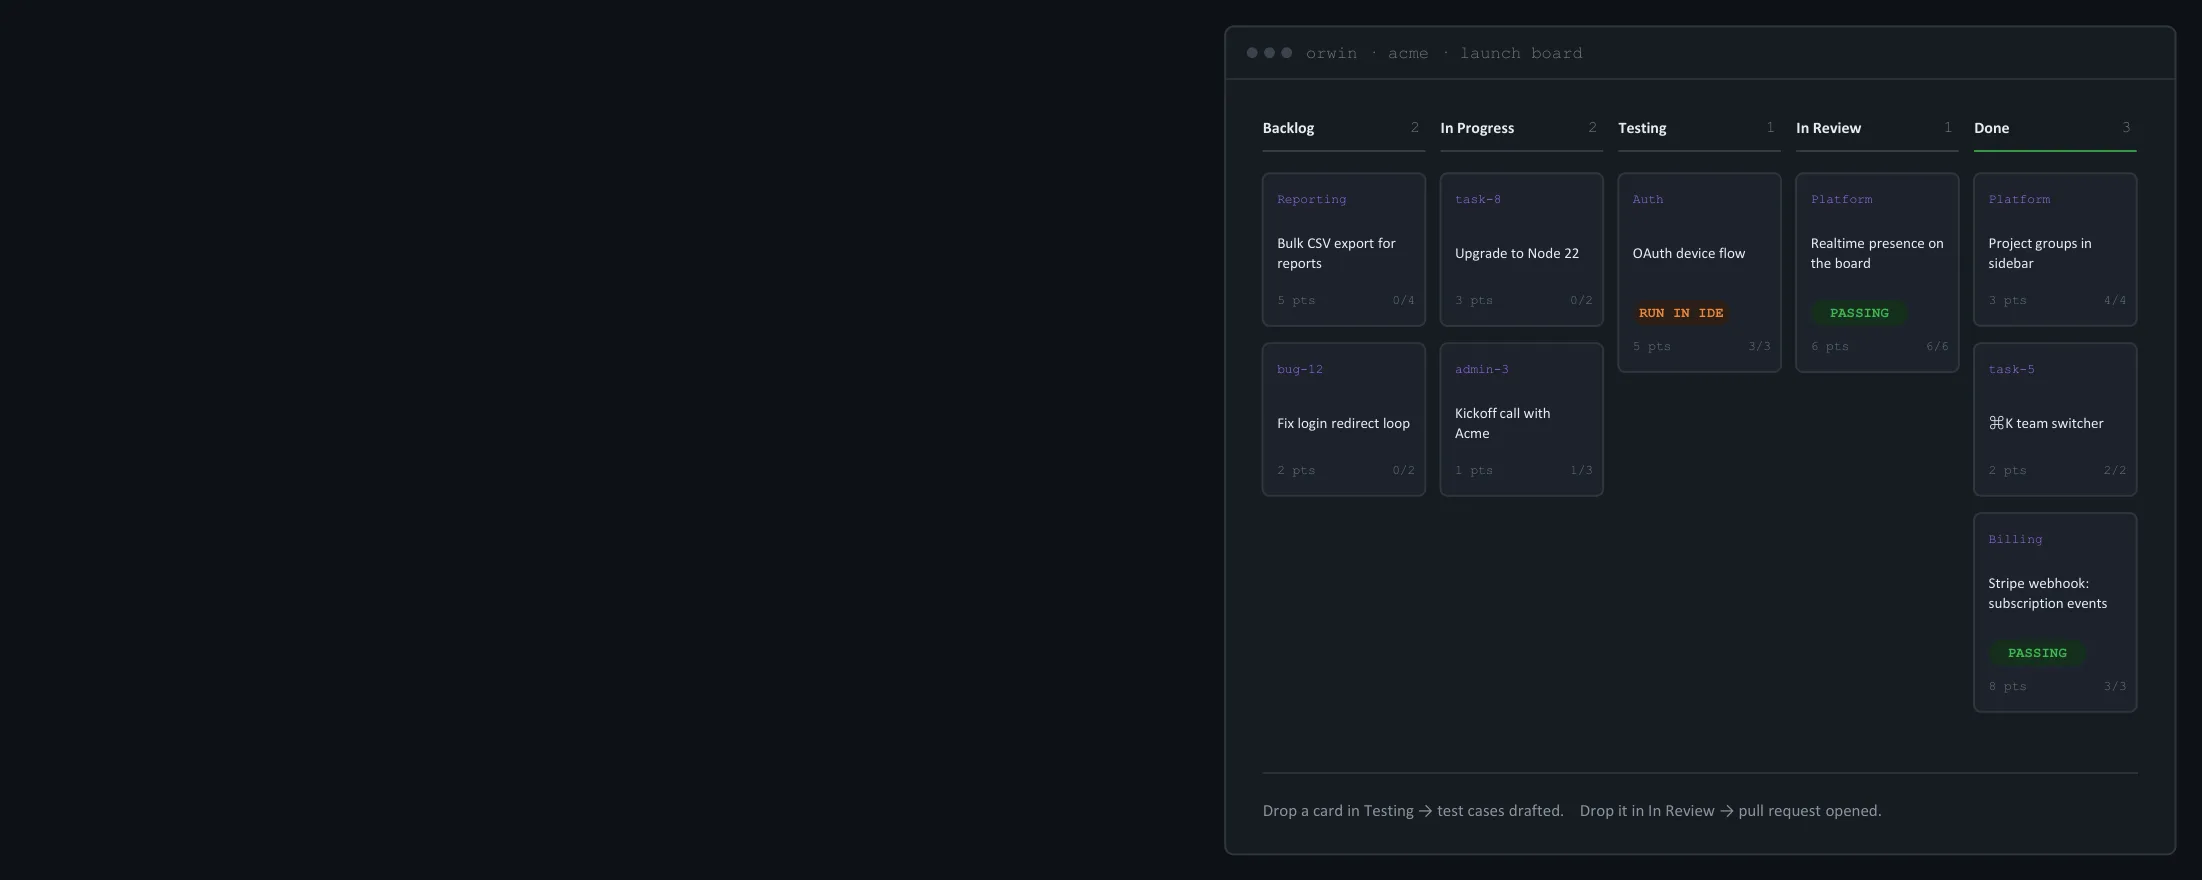 orwin · acme · launch board
Backlog 2
Reporting
Bulk CSV export for
reports
5 pts 0/4
bug-12
Fix login redirect loop
2 pts 0/2
In Progress 2
task-8
Upgrade to Node 22
3 pts 0/2
admin-3
Kickoff call with
Acme
1 pts 1/3
Testing 1
Auth
OAuth device flow
RUN IN IDE
5 pts 3/3
In Review 1
Platform
Realtime presence on
the board
PASSING
6 pts 6/6
Done 3
Platform
Project groups in
sidebar
3 pts 4/4
task-5
⌘K team switcher
2 pts 2/2
Billing
Stripe webhook:
subscription events
PASSING
8 pts 3/3
Drop a card in Testing → test cases drafted. Drop it in In Review → pull request opened.